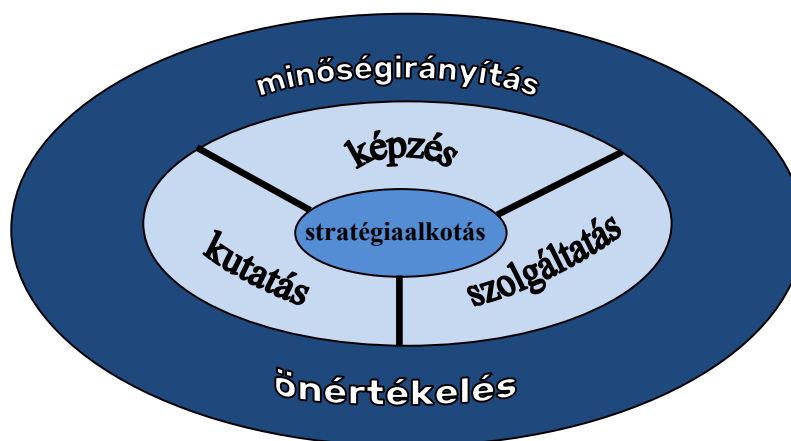 minőségirányítás
képzés
stratégiaalkotás
kutatás
szolgáltatás
önértékelés